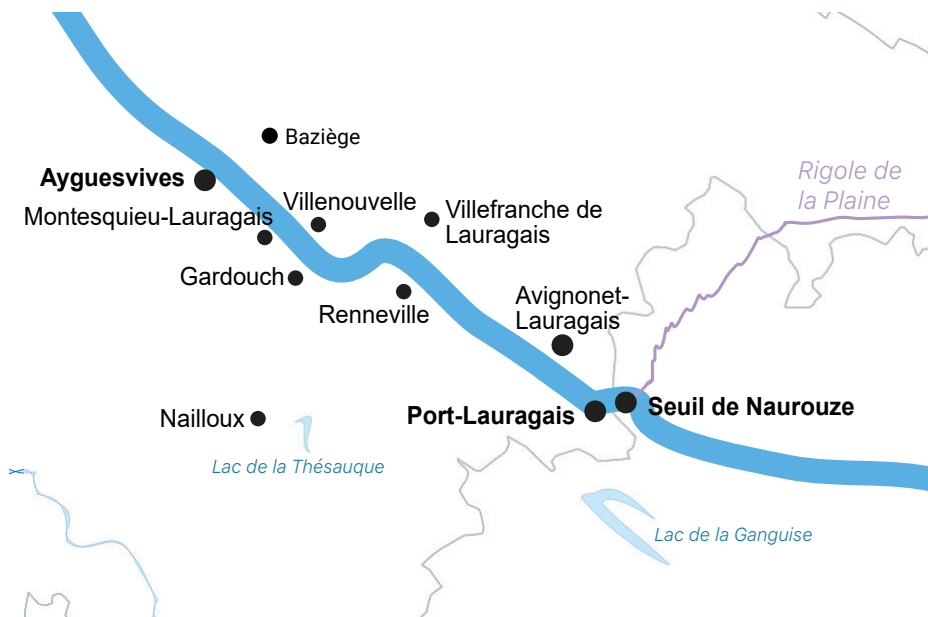 Baziège
Rigole de
la Plaine
Ayguesvives
Villenouvelle
Villefranche de
Lauragais
Montesquieu-Lauragais
Gardouch
Avignonet-
Lauragais
Renneville
Nailloux
Port-Lauragais
Seuil de Naurouze
Lac de la Thésauque
Lac de la Ganguise